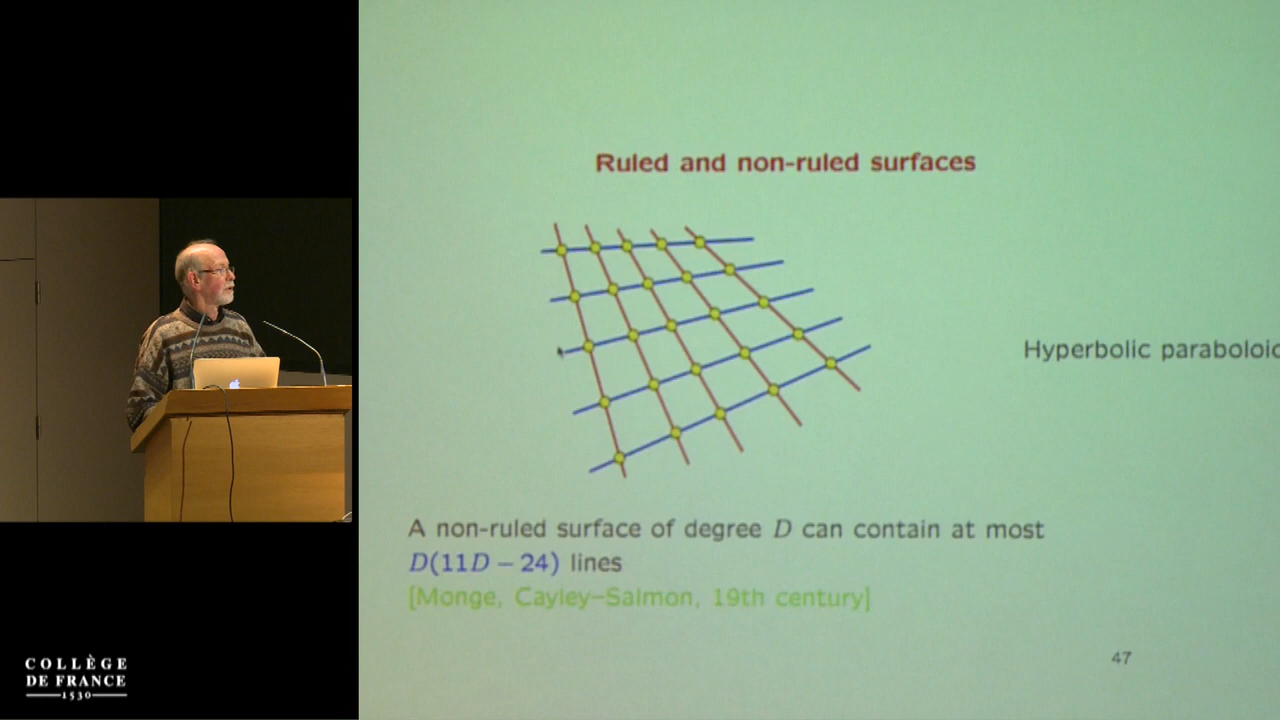 Ruled and non-ruled surfaces
Hyperbolic paraboloid
A non-ruled surface of degree D can contain at most
D(11D – 24) lines
[Monge, Cayley–Salmon, 19th century]
47
COLLÈGE
DE FRANCE
1530